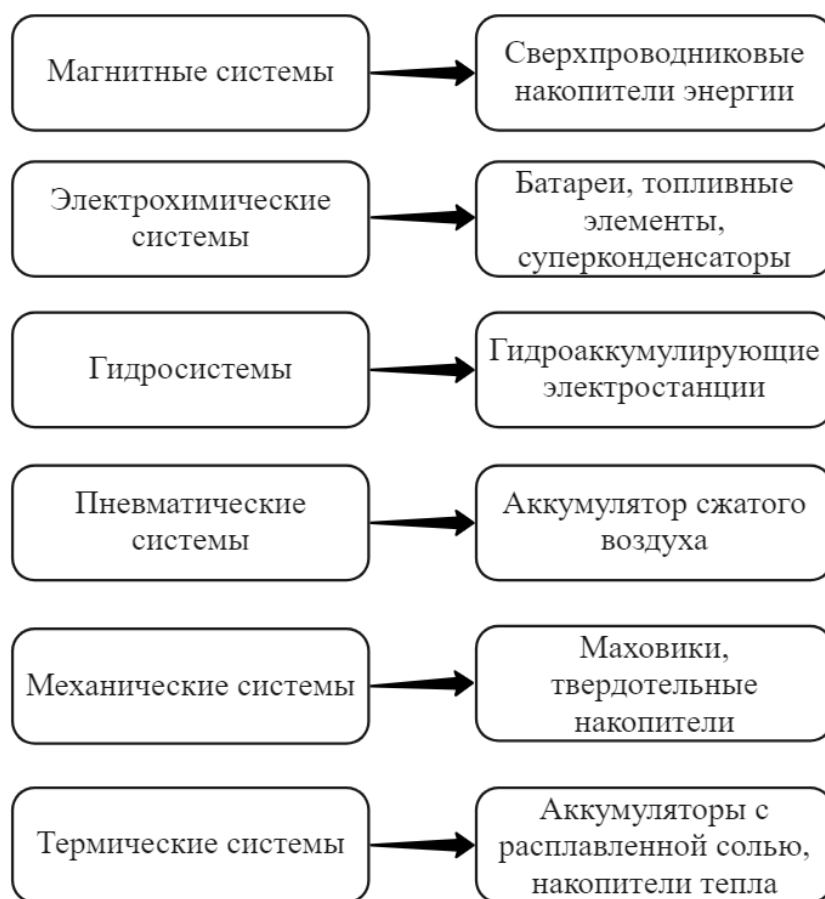 Магнитные системы
Сверхпроводниковые
накопители энергии
Электрохимические
системы
Батареи, топливные
элементы,
суперконденсаторы
Гидросистемы
Гидроаккумулирующие
электростанции
Пневматические
системы
Аккумулятор сжатого
воздуха
Механические системы
Маховики,
твердотельные
накопители
Термические системы
Аккумуляторы с
расплавленной солью,
накопители тепла